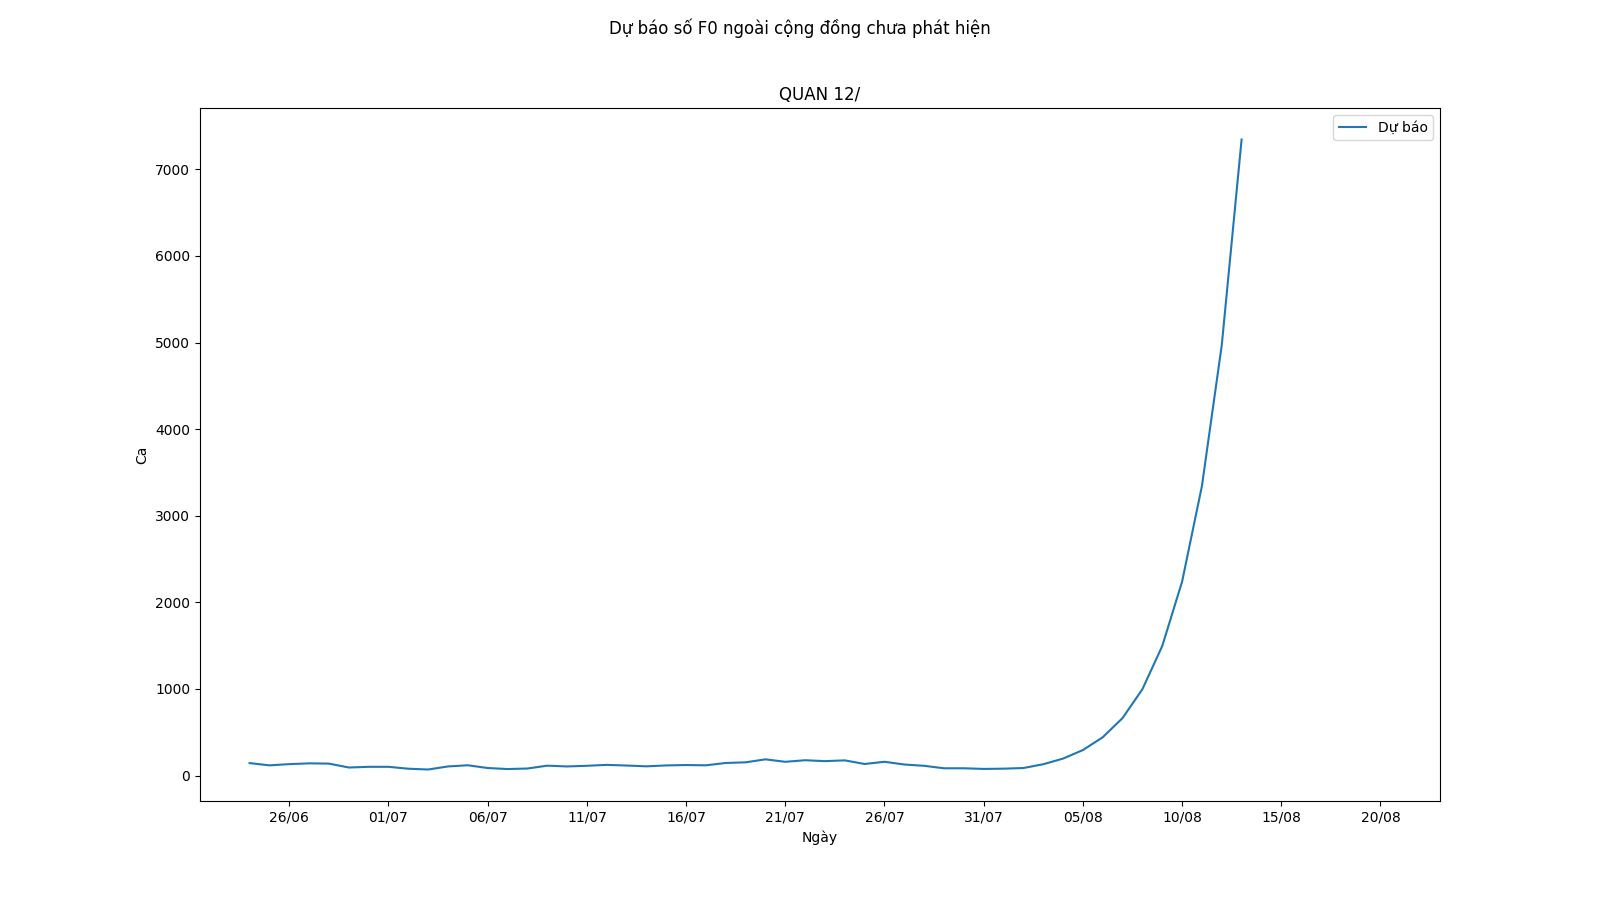 Dự báo số F0 ngoài cộng đồng chưa phát hiện
QUAN 12/
Dự báo
7000
6000
5000
4000
3000
2000
1000
0
Ca
26/06 01/07 06/07 11/07 16/07 21/07 26/07 31/07 05/08 10/08 15/08 20/08
Ngày